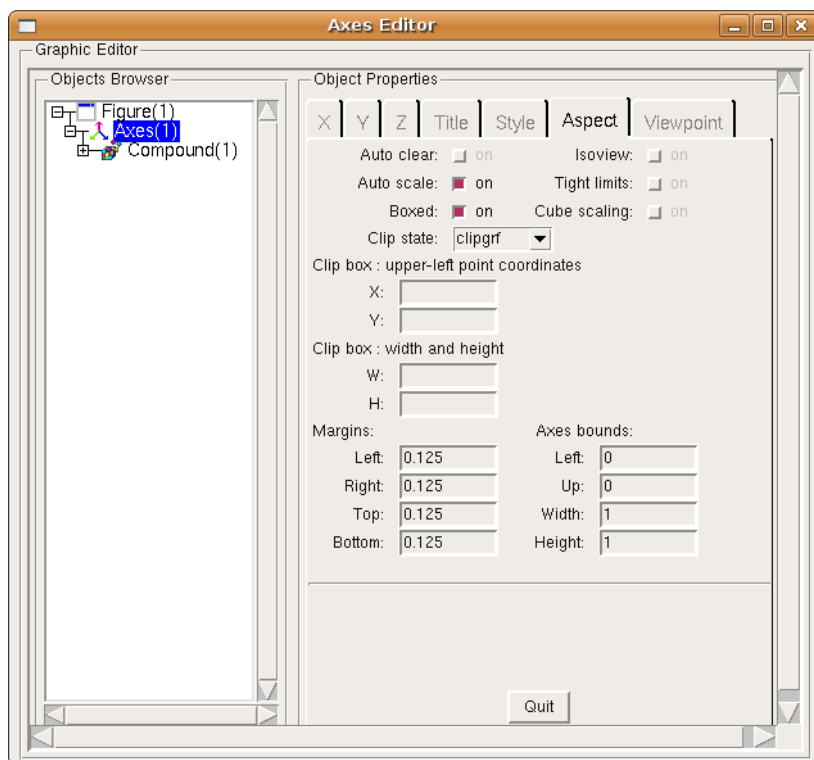 Axes Editor
Graphic Editor
Objects Browser
Figure(1)
Axes(1)
Compound(1)
Object Properties
X Y Z Title Style Aspect Viewpoint
Auto clear: on Isoview: on
Auto scale: on Tight limits: on
Boxed: on Cube scaling: on
Clip state: clipgrf
Clip box : upper-left point coordinates
X:
Y:
Clip box : width and height
W:
H:
Margins: Axes bounds:
Left: 0.125 Left: 0
Right: 0.125 Up: 0
Top: 0.125 Width: 1
Bottom: 0.125 Height: 1
Quit